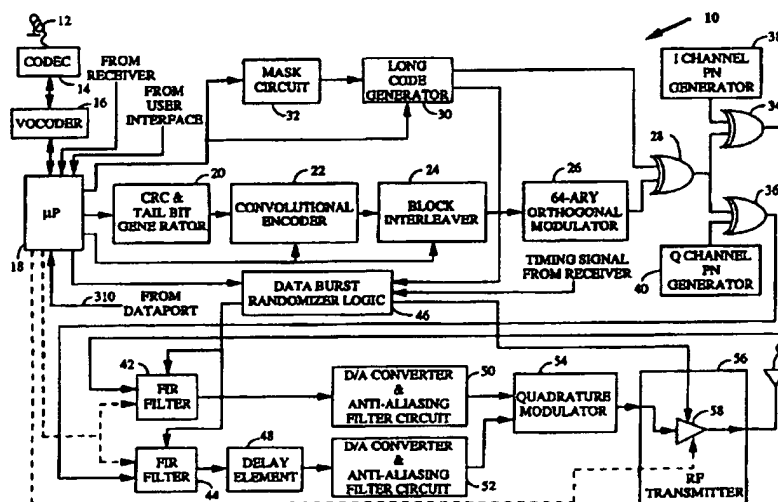 12
10
38
CODEC
14
FROM
RECEIVER
FROM
USER
INTERFACE
MASK
CIRCUIT
32
LONG
CODE
GENERATOR
30
I CHANNEL
PN
GENERATOR
34
16
VOCODER
28
20
22
24
26
36
µP
18
CRC &
TAIL BIT
GENERATOR
CONVOLUTIONAL
ENCODER
BLOCK
INTERLEAVER
64-ARY
ORTHOGONAL
MODULATOR
Q CHANNEL
PN
GENERATOR
40
310
FROM
DATAPORT
DATA BURST
RANDOMIZER LOGIC
46
TIMING SIGNAL
FROM RECEIVER
42
FIR
FILTER
50
D/A CONVERTER
&
ANTI-ALIASING
FILTER CIRCUIT
54
QUADRATURE
MODULATOR
56
58
FIR
FILTER
44
48
DELAY
ELEMENT
D/A CONVERTER
&
ANTI-ALIASING
FILTER CIRCUIT
52
RF
TRANSMITTER